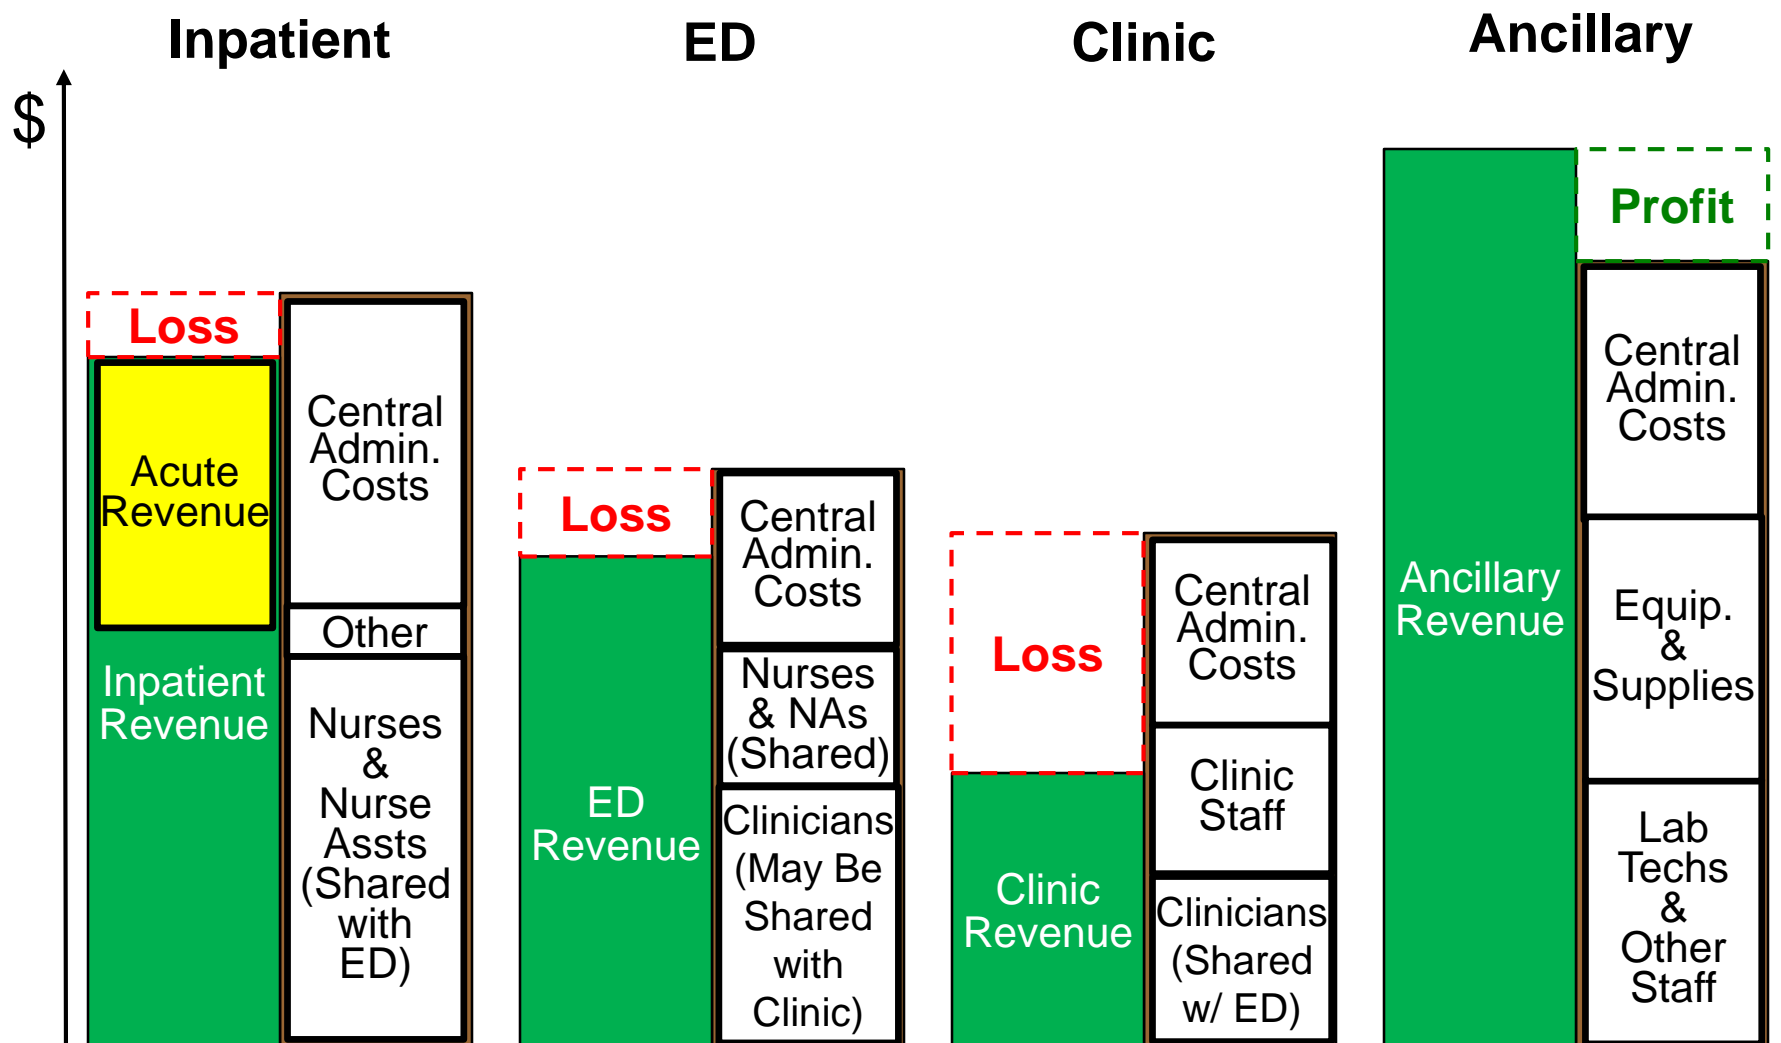 Inpatient
ED
Clinic
Ancillary
$
Loss
Acute
Revenue
Inpatient
Revenue
Central
Admin.
Costs
Other
Nurses
&
Nurse
Assts
(Shared
with
ED)
Loss
ED
Revenue
Central
Admin.
Costs
Nurses
& NAs
(Shared)
Clinicians
(May Be
Shared
with
Clinic)
Loss
Clinic
Revenue
Central
Admin.
Costs
Clinic
Staff
Clinicians
(Shared
w/ ED)
Ancillary
Revenue
Profit
Central
Admin.
Costs
Equip.
&
Supplies
Lab
Techs
&
Other
Staff